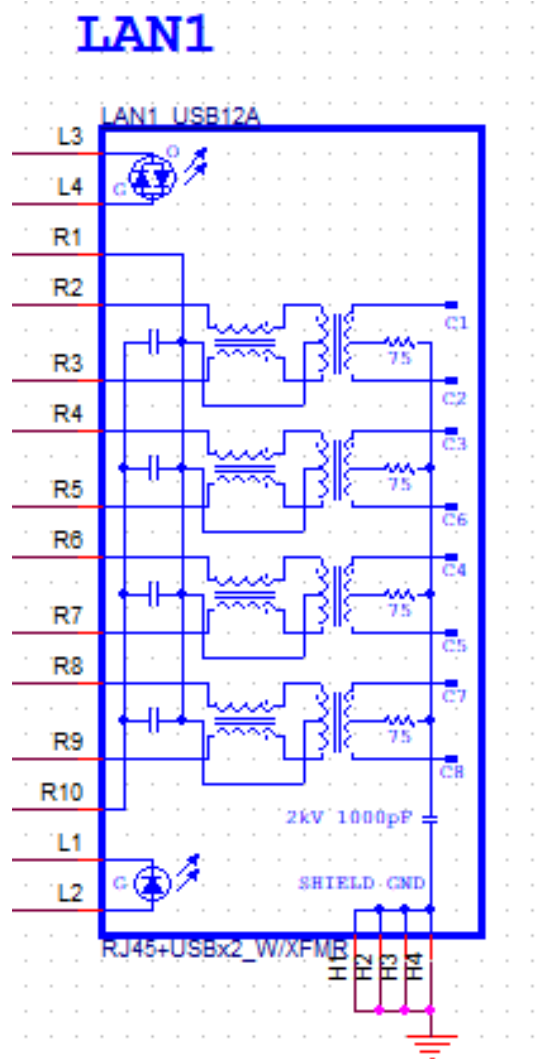 LAN1
LAN1_USB12A
L3
O
G
L4
R1
R2
C1
75
R3
C2
R4
C3
75
R5
C6
R6
C4
75
R7
C5
R8
C7
75
R9
C8
R10
2kV 1000pF
L1
G
SHIELD GND
L2
RJ45+USBx2_W/XFMR
H1
H2
H3
H4